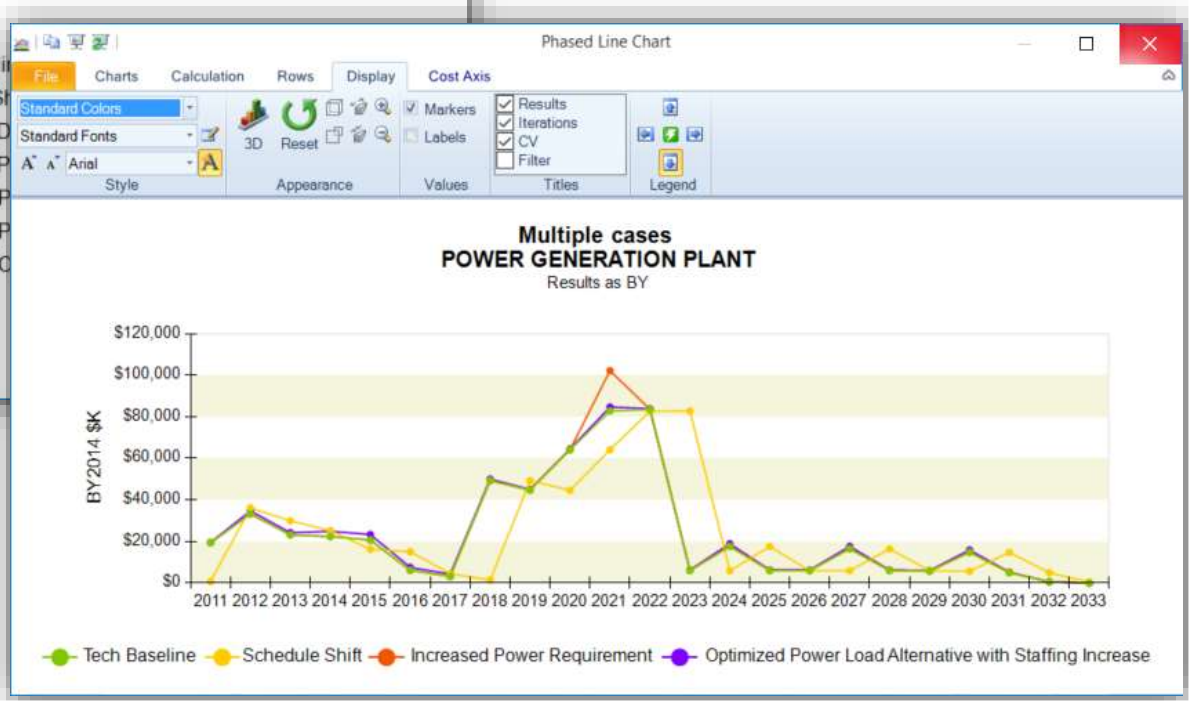 Phased Line Chart
File Charts Calculation Rows Display Cost Axis
Standard Colors
Standard Fonts
A A Arial A
Style
3D Reset
Appearance
Markers
Labels
Values
Results
Iterations
CV
Filter
Titles
Legend
Multiple cases
POWER GENERATION PLANT
Results as BY
BY2014 $K
$120,000
$100,000
$80,000
$60,000
$40,000
$20,000
$0
2011 2012 2013 2014 2015 2016 2017 2018 2019 2020 2021 2022 2023 2024 2025 2026 2027 2028 2029 2030 2031 2032 2033
Tech Baseline Schedule Shift Increased Power Requirement Optimized Power Load Alternative with Staffing Increase